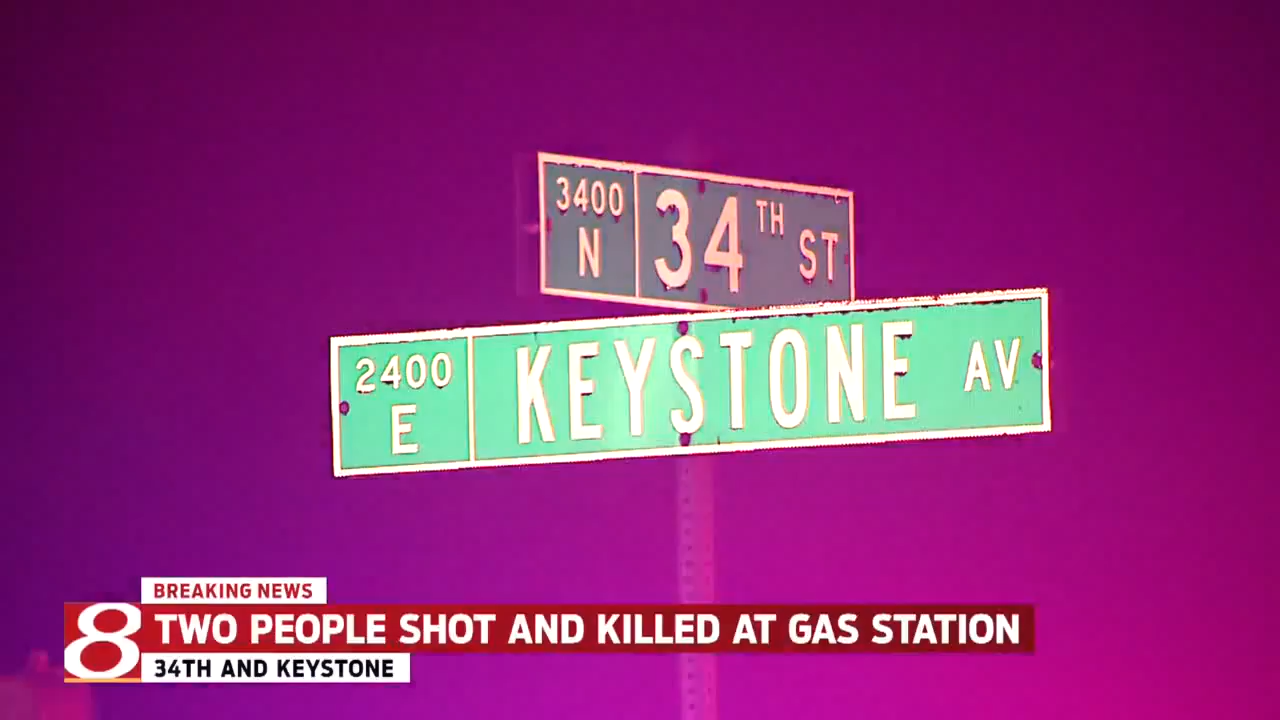 3400
N
34TH ST
2400
E
KEYSTONE AV
BREAKING NEWS
8
TWO PEOPLE SHOT AND KILLED AT GAS STATION
34TH AND KEYSTONE